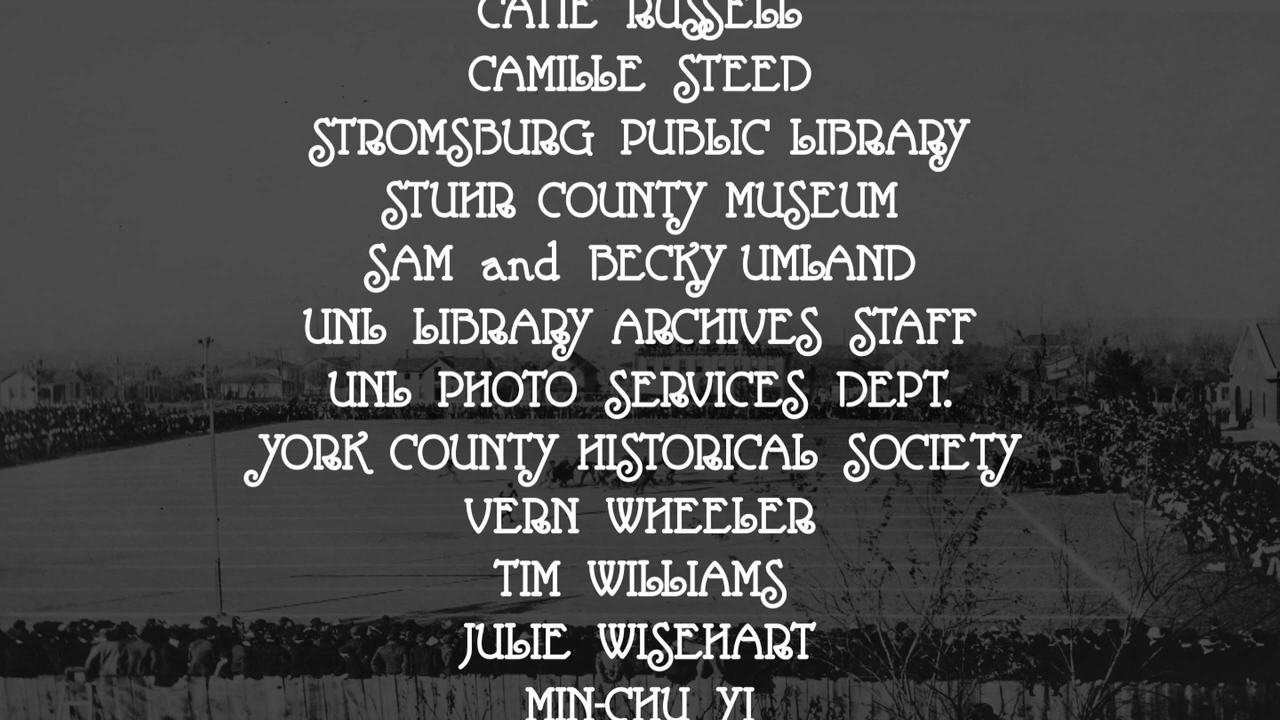 CATIE RUSSELL
CAMILLE STEED
STROMSBURG PUBLIC LIBRARY
STUHR COUNTY MUSEUM
SAM and BECKY UMLAND
UNL LIBRARY ARCHIVES STAFF
UNL PHOTO SERVICES DEPT.
YORK COUNTY HISTORICAL SOCIETY
VERN WHEELER
TIM WILLIAMS
JULIE WISEHART
MIN-CHU YI